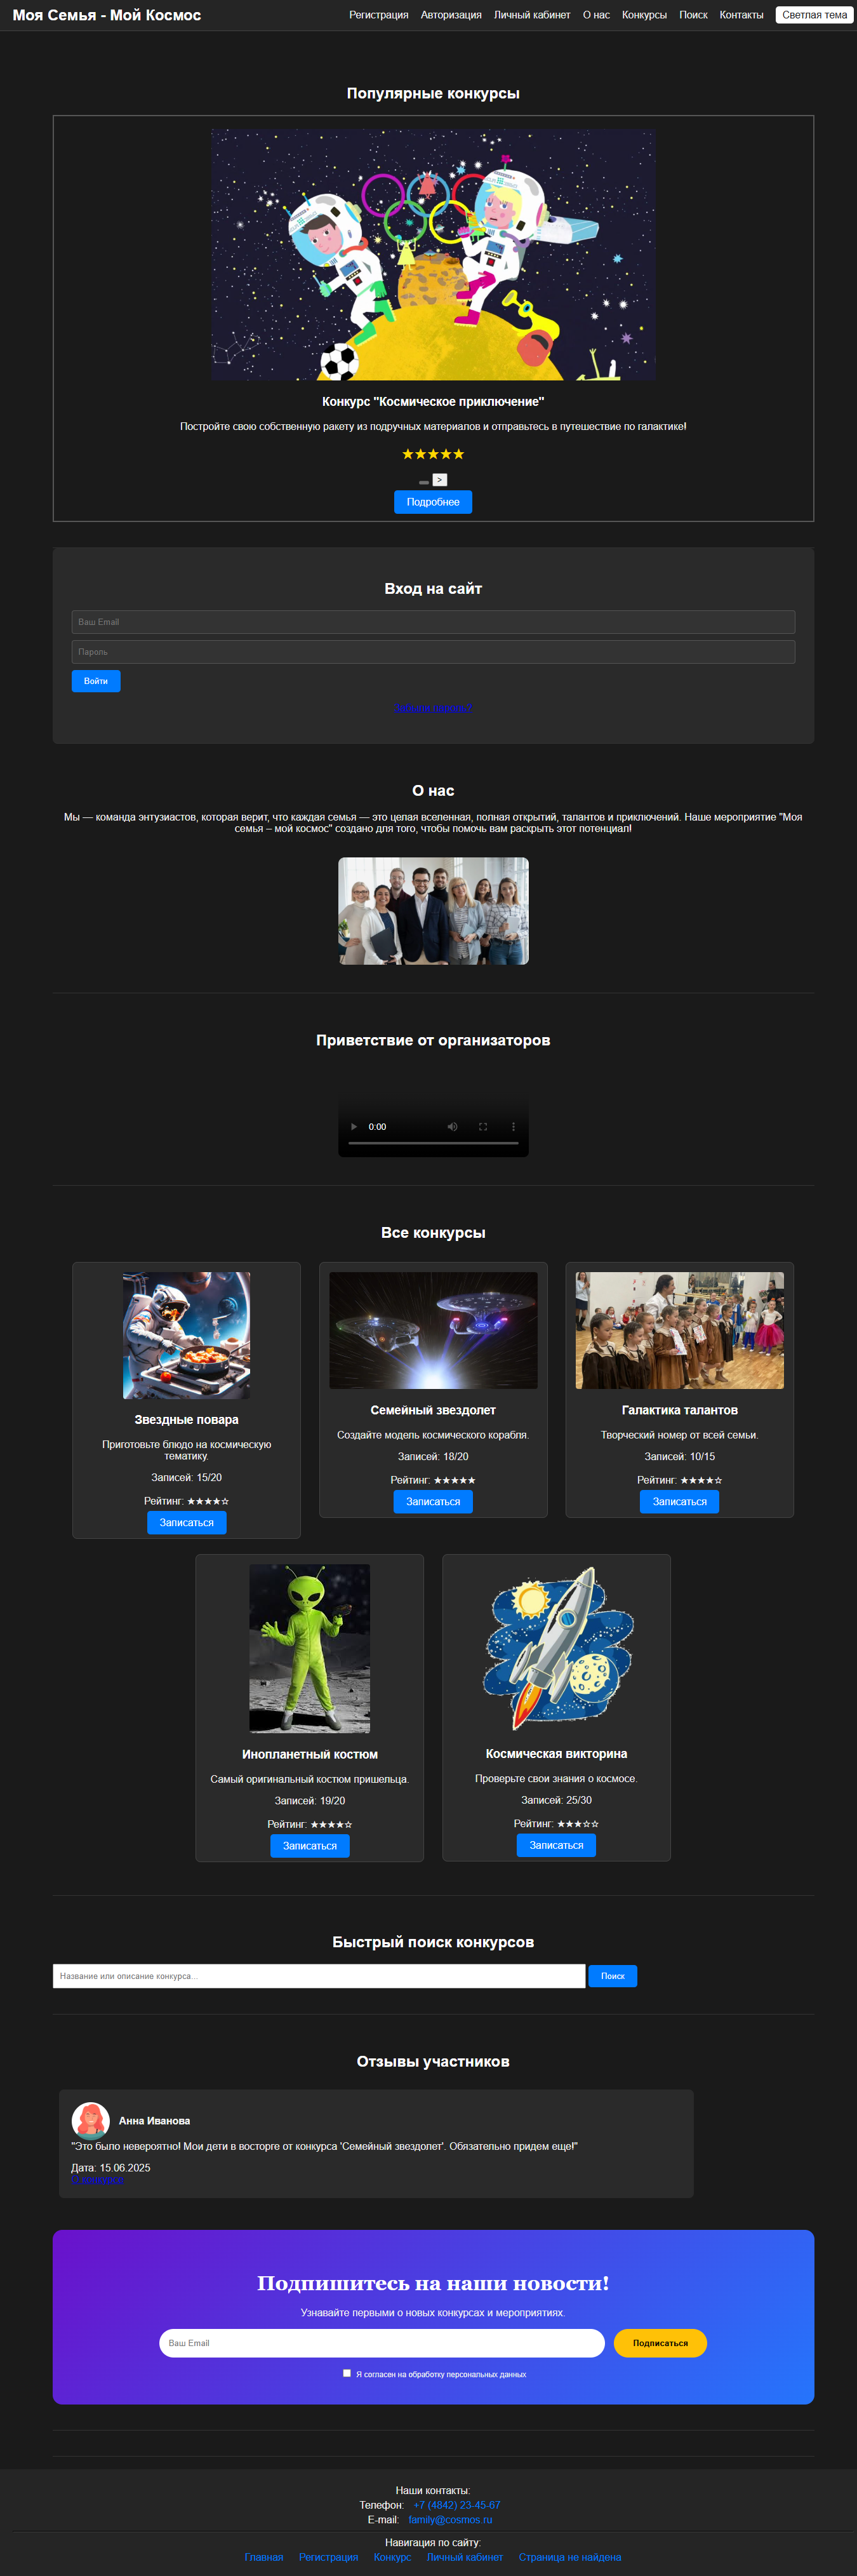 Моя Семья - Мой Космос
Регистрация Авторизация Личный кабинет О нас Конкурсы Поиск Контакты Светлая тема
Популярные конкурсы
Конкурс "Космическое приключение"
Постройте свою собственную ракету из подручных материалов и отправьтесь в путешествие по галактике!
★★★★★
>
Подробнее
Вход на сайт
Ваш Email
Пароль
Войти
Забыли пароль?
О нас
Мы — команда энтузиастов, которая верит, что каждая семья — это целая вселенная, полная открытий, талантов и приключений. Наше мероприятие "Моя
семья – мой космос" создано для того, чтобы помочь вам раскрыть этот потенциал!
Приветствие от организаторов
0:00
Все конкурсы
Звездные повара
Приготовьте блюдо на космическую
тематику.
Записей: 15/20
Рейтинг: ★★★★☆
Записаться
Семейный звездолет
Создайте модель космического корабля.
Записей: 18/20
Рейтинг: ★★★★★
Записаться
Галактика талантов
Творческий номер от всей семьи.
Записей: 10/15
Рейтинг: ★★★★☆
Записаться
Инопланетный костюм
Самый оригинальный костюм пришельца.
Записей: 19/20
Рейтинг: ★★★★☆
Записаться
Космическая викторина
Проверьте свои знания о космосе.
Записей: 25/30
Рейтинг: ★★★☆☆
Записаться
Быстрый поиск конкурсов
Название или описание конкурса...
Поиск
Отзывы участников
Анна Иванова
"Это было невероятно! Мои дети в восторге от конкурса 'Семейный звездолет'. Обязательно придем еще!"
Дата: 15.06.2025
Подпишитесь на наши новости!
Узнавайте первыми о новых конкурсах и мероприятиях.
Ваш Email
Подписаться
Я согласен на обработку персональных данных
Наши контакты:
Телефон: +7 (4842) 23-45-67
E-mail: family@cosmos.ru
Навигация по сайту:
Главная Регистрация Конкурс Личный кабинет Страница не найдена